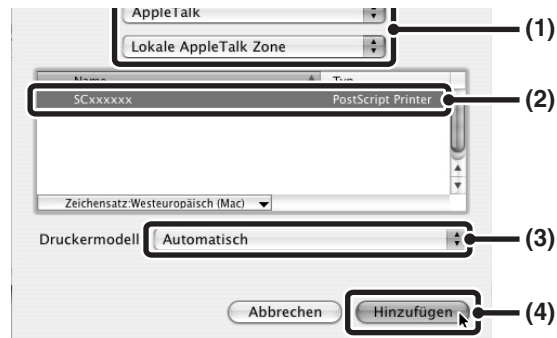 AppleTalk
(1)
Lokale AppleTalk Zone
Name Typ
SCxxxxxx PostScript Printer
(2)
Zeichensatz:Westeuropäisch (Mac)
Druckermodell Automatisch
(3)
Abbrechen Hinzufügen
(4)